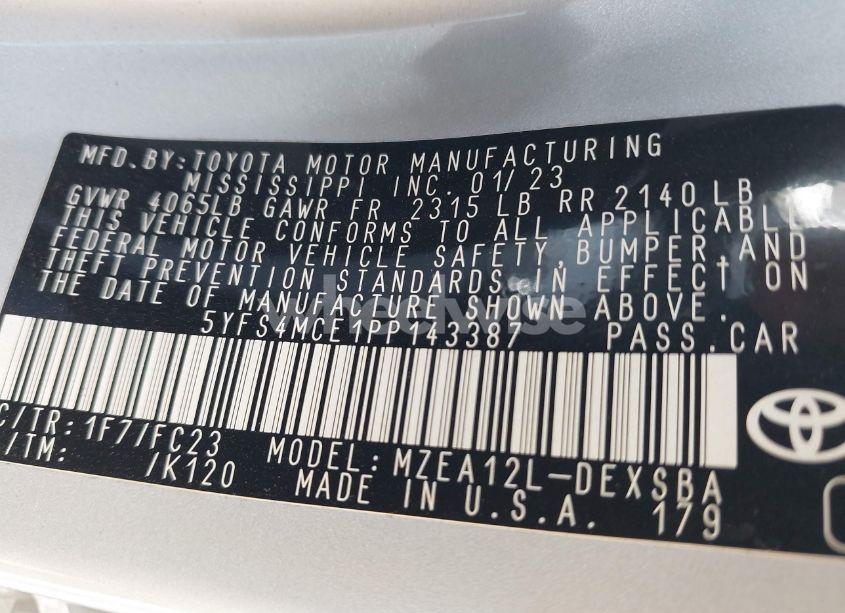 MFD. BY: TOYOTA MOTOR MANUFACTURING
MISSISSIPPI INC. 01/23
GVWR 4065LB GAWR FR 2315 LB RR 2140 LB
THIS VEHICLE CONFORMS TO ALL APPLICABLE
FEDERAL MOTOR VEHICLE SAFETY, BUMPER, AND
THEFT PREVENTION STANDARDS, IN EFFECT ON
THE DATE OF MANUFACTURE SHOWN ABOVE.
5YFS4MCE1PP143387 PASS. CAR
C/TR: 1F7/FC23 MODEL: MZEA12L-DEXSBA
/TM: /K120 MADE IN U.S.A. 179